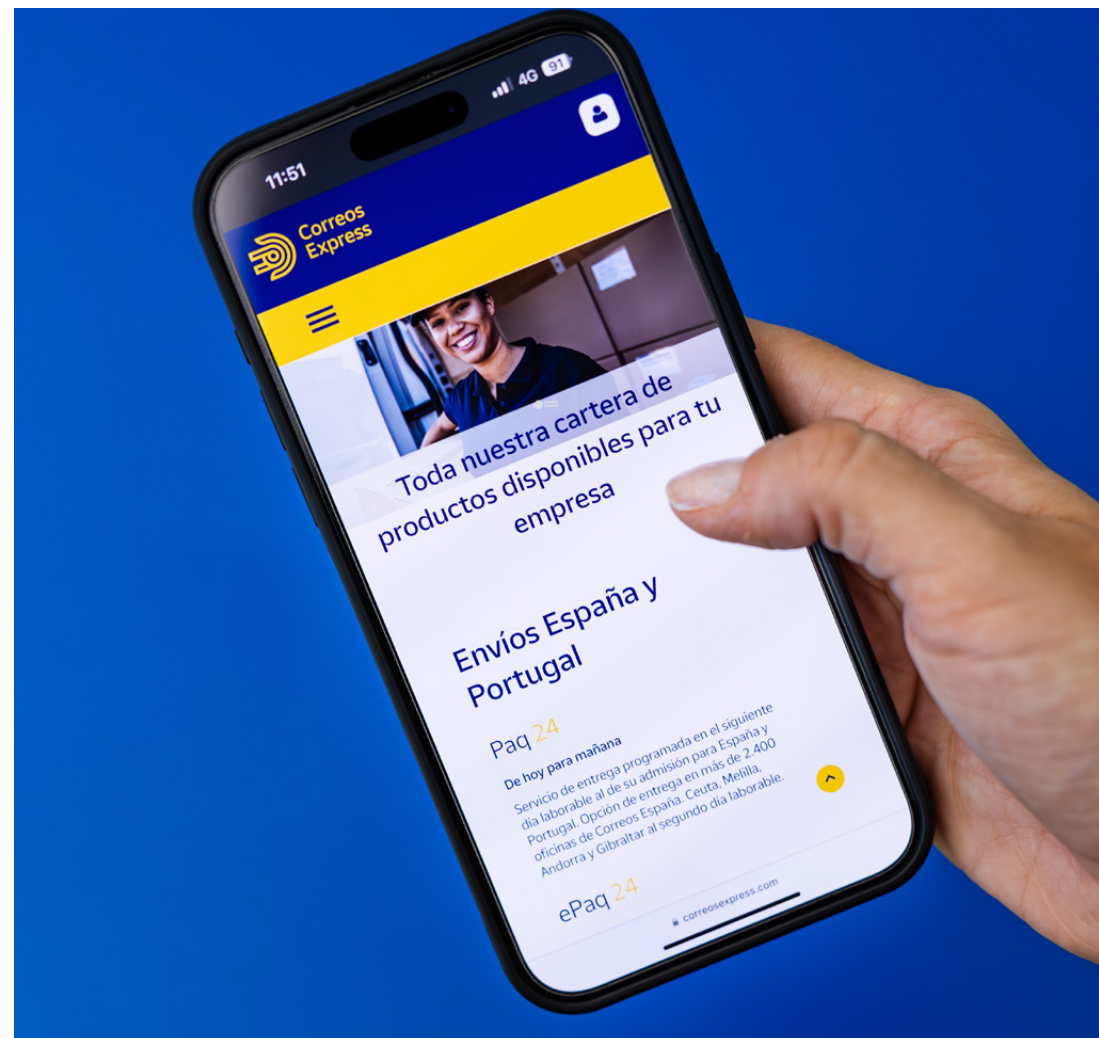 11:51
4G 91
Correos
Express
Toda nuestra cartera de
productos disponibles para tu
empresa
Envíos España y
Portugal
Paq 24
De hoy para mañana
Servicio de entrega programada en el siguiente
día laborable al de su admisión para España y
Portugal. Opción de entrega en más de 2.400
oficinas de Correos España. Ceuta, Melilla,
Andorra y Gibraltar al segundo día laborable.
ePaq 24
correosexpress.com